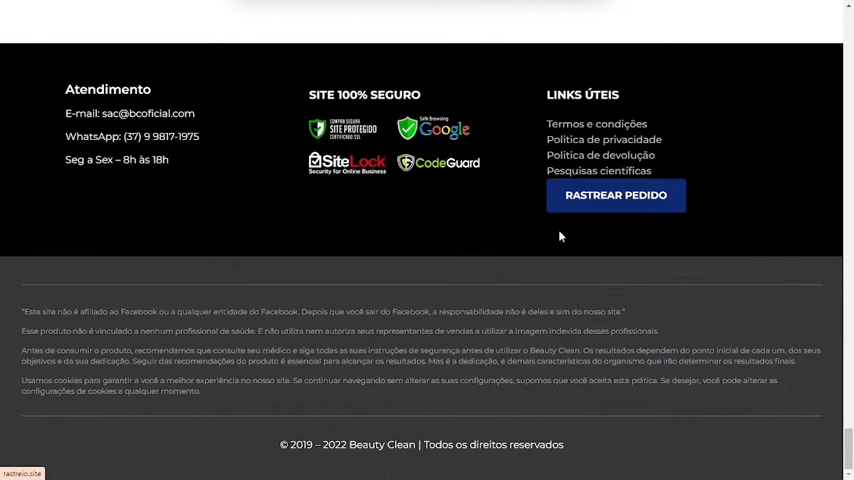 Atendimento
E-mail: sac@bcoficial.com
WhatsApp: (37) 9 9817-1975
Seg a Sex – 8h às 18h
SITE 100% SEGURO
COMPRA SEGURA
SITE PROTEGIDO
CERTIFICADO SSL
Safe Browsing
Google
SiteLock
Security for Online Business
CodeGuard
LINKS ÚTEIS
Termos e condições
Politica de privacidade
Politica de devolução
Pesquisas científicas
RASTREAR PEDIDO
"Este site não é afiliado ao Facebook ou a qualquer entidade do Facebook. Depois que você sair do Facebook, a responsabilidade não é deles e sim do nosso site."
Esse produto não é vinculado a nenhum profissional de saúde. E não utiliza nem autoriza seus representantes de vendas a utilizar a imagem indevida desses profissionais.
Antes de consumir o produto, recomendamos que consulte seu médico e siga todas as suas instruções de segurança antes de utilizar o Beauty Clean. Os resultados dependem do ponto inicial de cada um, dos seus
objetivos e da sua dedicação. Seguir das recomendações do produto é essencial para alcançar os resultados. Mas é a dedicação, e demais características do organismo que irão determinar os resultados finais.
Usamos cookies para garantir a você a melhor experiência no nosso site. Se continuar navegando sem alterar as suas configurações, supomos que você aceita esta prática. Se desejar, você pode alterar as
configurações de cookies a qualquer momento.
© 2019 – 2022 Beauty Clean | Todos os direitos reservados
rastreio.site